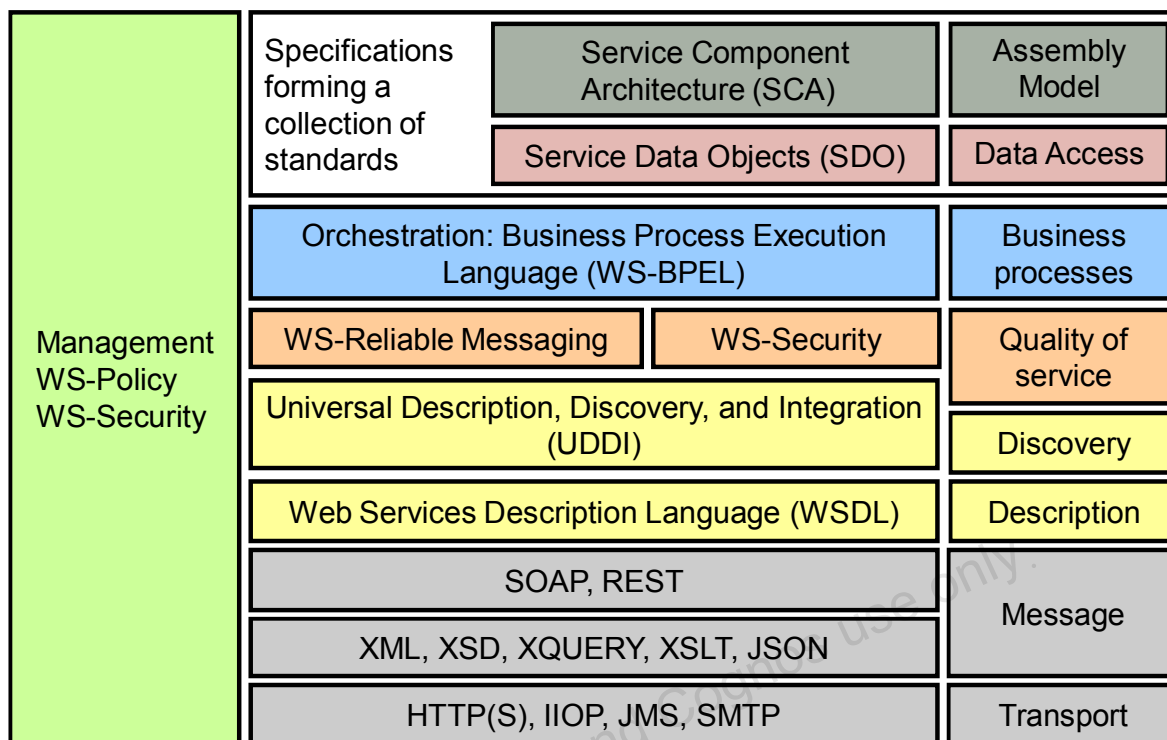 Management
WS-Policy
WS-Security
Specifications
forming a
collection of
standards
Service Component
Architecture (SCA)
Assembly
Model
Service Data Objects (SDO)
Data Access
Orchestration: Business Process Execution
Language (WS-BPEL)
Business
processes
WS-Reliable Messaging
WS-Security
Quality of
service
Universal Description, Discovery, and Integration
(UDDI)
Discovery
Web Services Description Language (WSDL)
Description
SOAP, REST
Message
XML, XSD, XQUERY, XSLT, JSON
HTTP(S), IIOP, JMS, SMTP
Transport
Cognos use only.